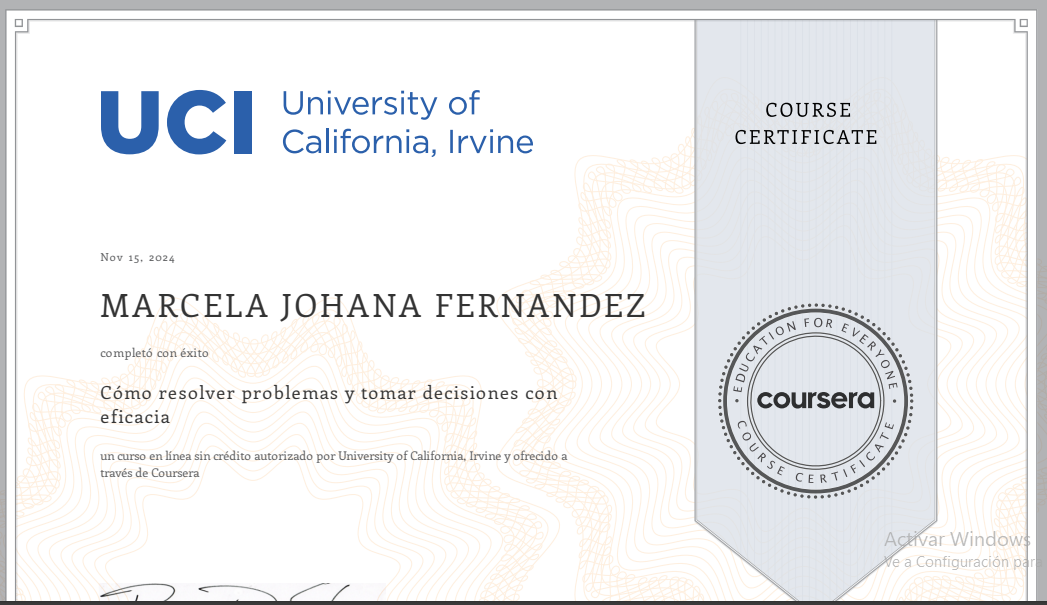 UCI
University of
California, Irvine
COURSE
CERTIFICATE
Nov 15, 2024
MARCELA JOHANA FERNANDEZ
completó con éxito
Cómo resolver problemas y tomar decisiones con
eficacia
un curso en línea sin crédito autorizado por University of California, Irvine y ofrecido a
través de Coursera
EDUCATION FOR EVERYONE
coursera
COURSE CERTIFICATE
Activar Windows
Ve a Configuración para